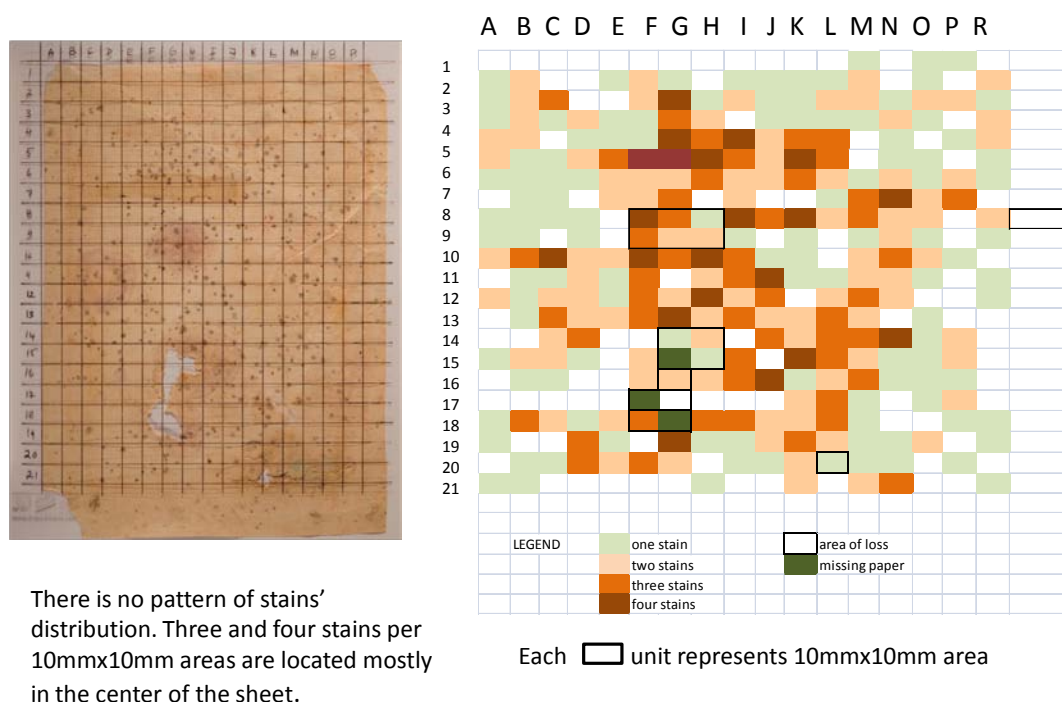 A B C D E F G H I J K L M N O P R
1
2
3
4
5
6
7
8
9
10
11
12
13
14
15
16
17
18
19
20
21
LEGEND
one stain
two stains
three stains
four stains
area of loss
missing paper
There is no pattern of stains’
distribution. Three and four stains per
10mmx10mm areas are located mostly
in the center of the sheet.
Each unit represents 10mmx10mm area